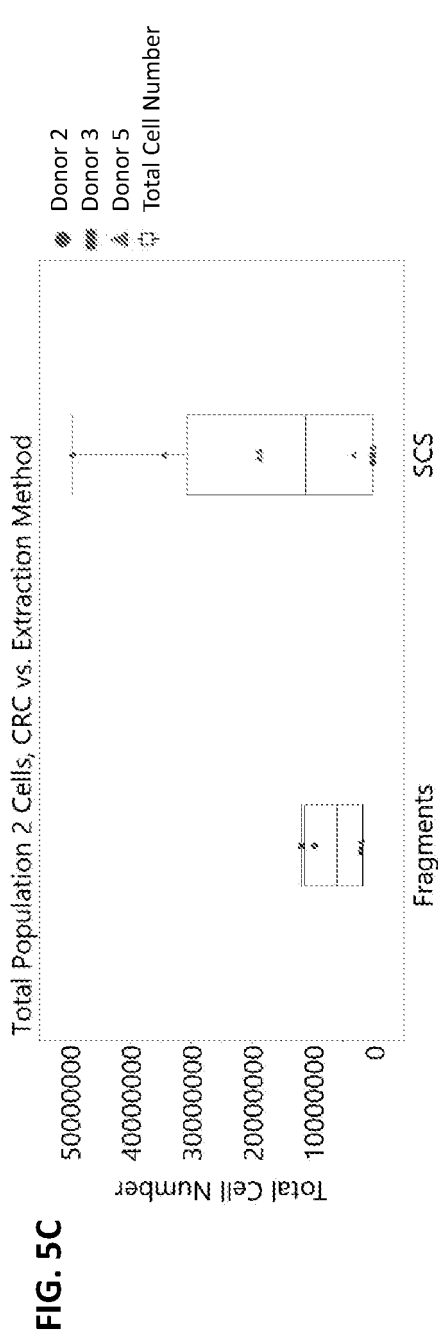 FIG. 5C
Total Population 2 Cells, CRC vs. Extraction Method
Total Cell Number
50000000
40000000
30000000
20000000
10000000
0
Fragments
SCS
Donor 2
Donor 3
Donor 5
Total Cell Number